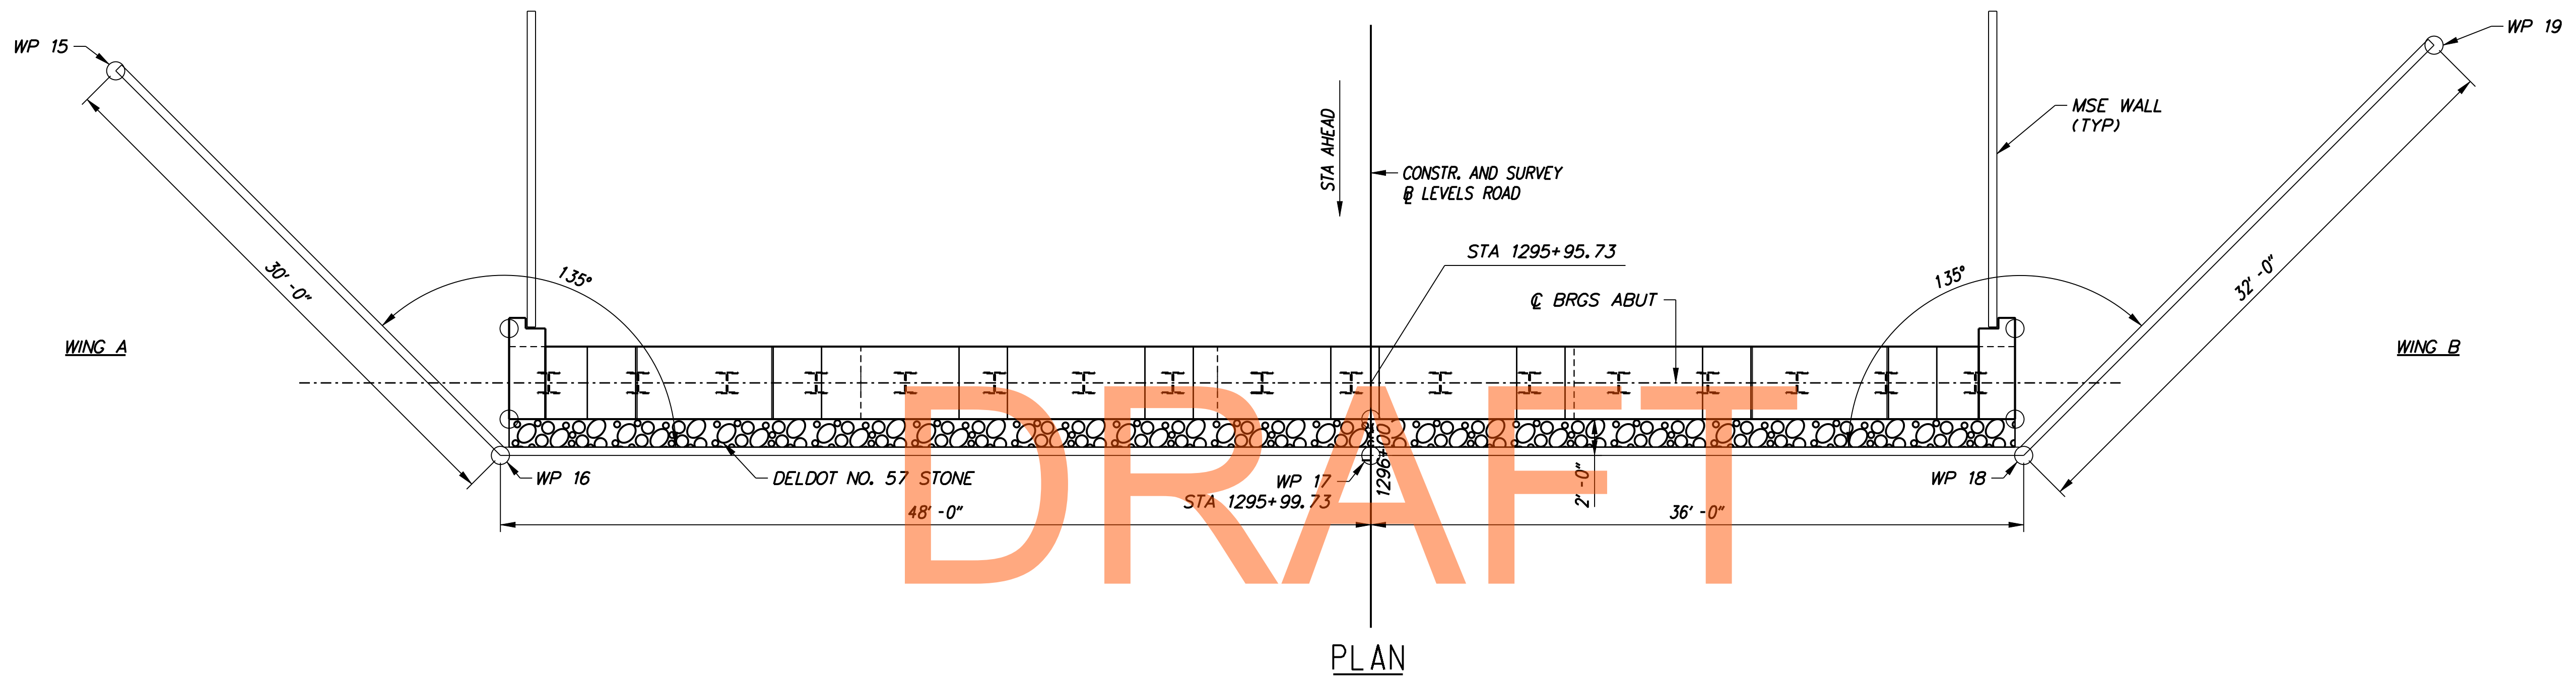 WP 15
WP 19
MSE WALL
(TYP)
STA AHEAD
CONSTR. AND SURVEY
℄ LEVELS ROAD
STA 1295+95.73
℄ BRGS ABUT
30'-0"
135°
135°
32'-0"
WING A
WING B
WP 16
DELDOT NO. 57 STONE
WP 17
STA 1295+99.73
1296+00
2'-0"
WP 18
48'-0"
36'-0"
DRAFT
PLAN